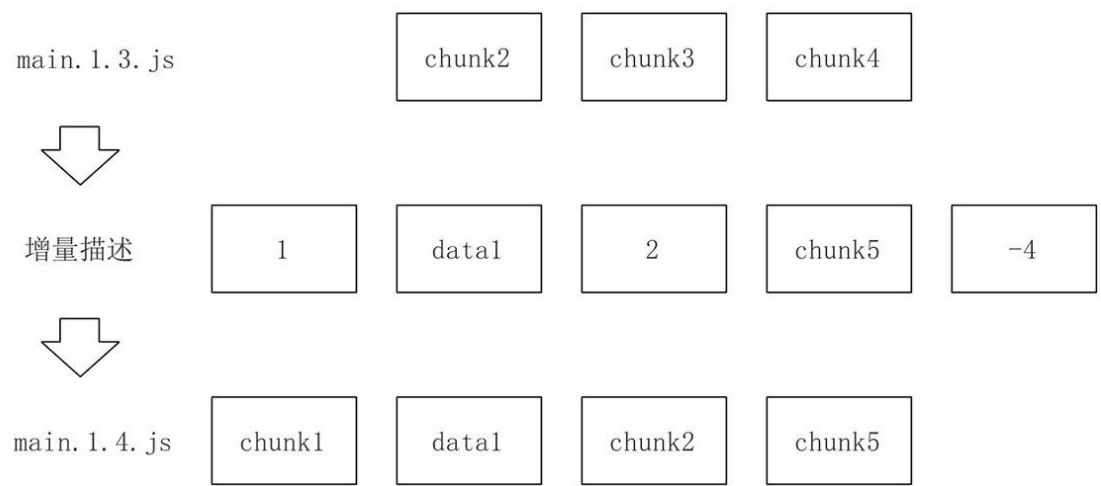 main.1.3.js chunk2 chunk3 chunk4
增量描述 1 data1 2 chunk5 -4
main.1.4.js chunk1 data1 chunk2 chunk5